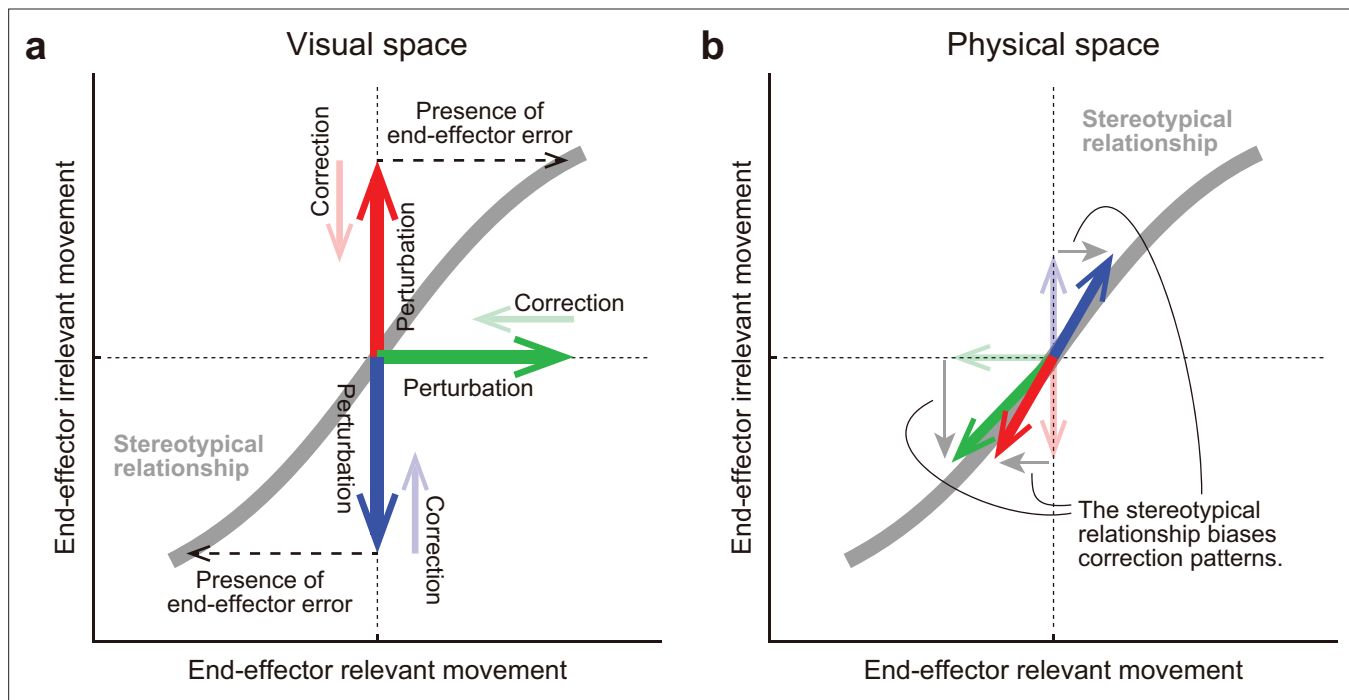 a
Visual space
Presence of
end-effector error
Correction
Perturbation
Correction
Perturbation
Perturbation
Stereotypical
relationship
Correction
Presence of
end-effector error
End-effector irrelevant movement
End-effector relevant movement
b
Physical space
Stereotypical
relationship
The stereotypical
relationship biases
correction patterns.
End-effector irrelevant movement
End-effector relevant movement